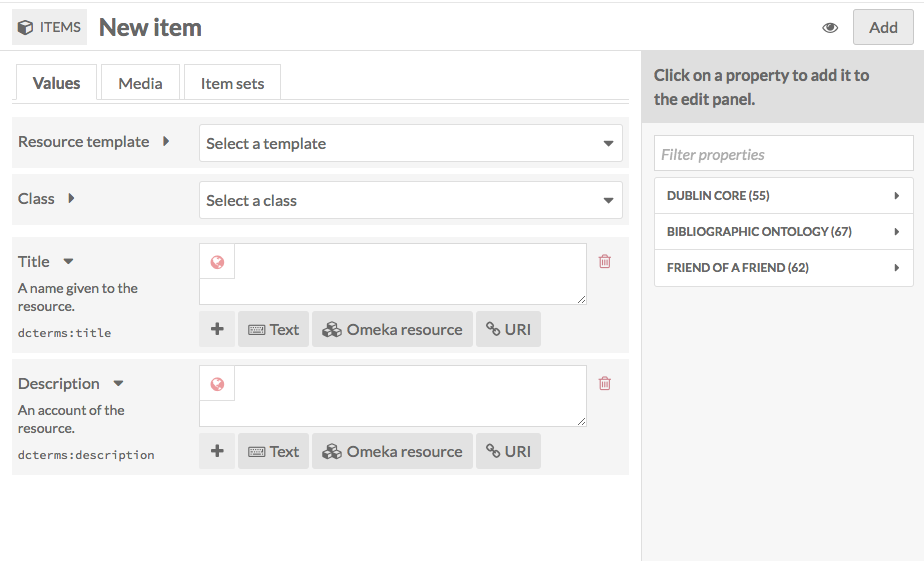 ITEMS New item
Add
Values Media Item sets
Click on a property to add it to
the edit panel.
Resource template Select a template
Class Select a class
Filter properties
DUBLIN CORE (55)
BIBLIOGRAPHIC ONTOLOGY (67)
FRIEND OF A FRIEND (62)
Title
A name given to the
resource.
dcterms:title
+ Text Omeka resource URI
Description
An account of the
resource.
dcterms:description
+ Text Omeka resource URI